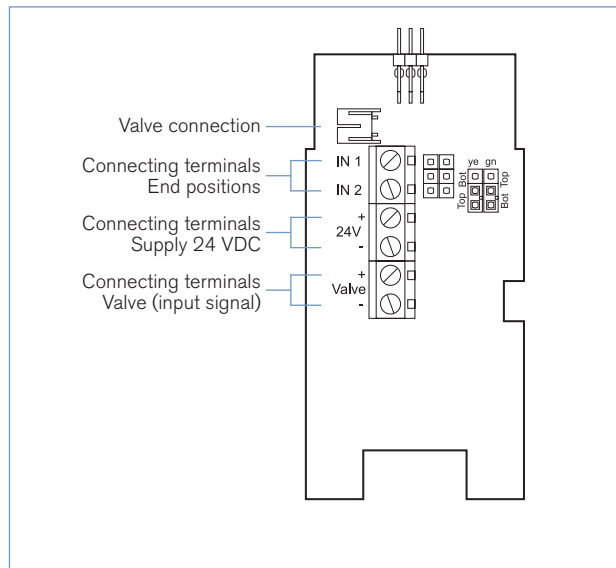 Valve connection
Connecting terminals
End positions
Connecting terminals
Supply 24 VDC
Connecting terminals
Valve (input signal)
IN 1
IN 2
+
24V
-
+
Valve
-
ye gn
Bot
Top
Top
Bot